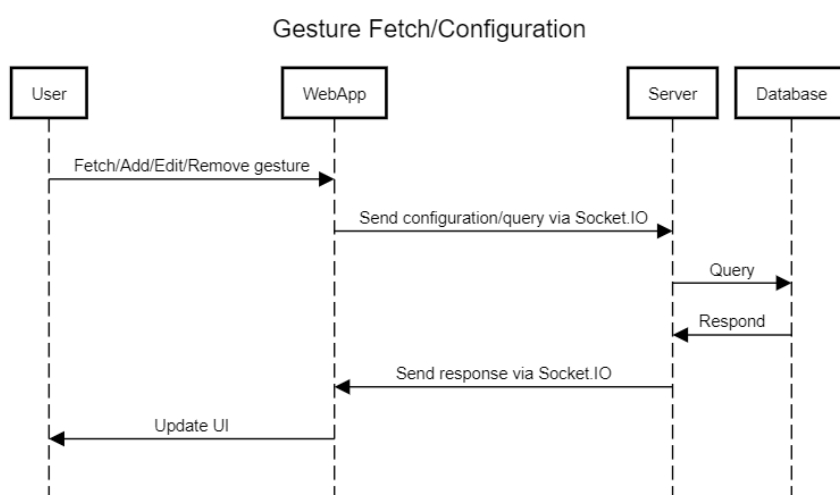 Gesture Fetch/Configuration
User
WebApp
Server
Database
Fetch/Add/Edit/Remove gesture
Send configuration/query via Socket.IO
Query
Respond
Send response via Socket.IO
Update UI